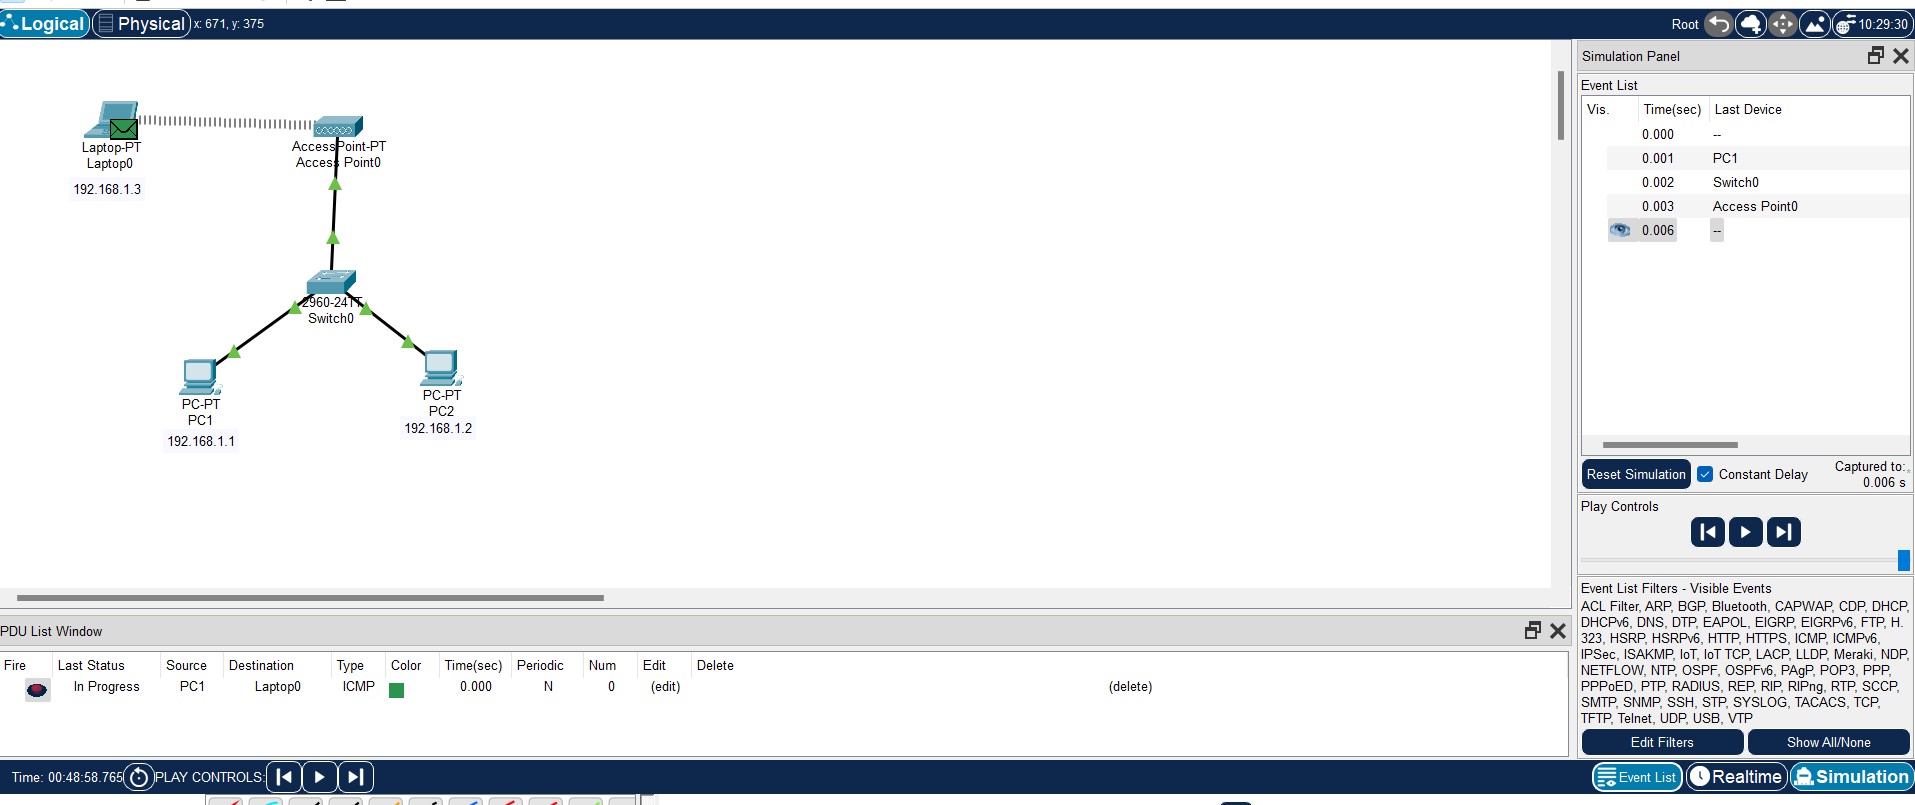 Logical Physical x: 671, y: 375 Root 10:29:30
Laptop-PT
Laptop0
192.168.1.3
AccessPoint-PT
Access Point0
2960-24TT
Switch0
PC-PT
PC1
192.168.1.1
PC-PT
PC2
192.168.1.2
Simulation Panel
Event List
Vis. Time(sec) Last Device
0.000 --
0.001 PC1
0.002 Switch0
0.003 Access Point0
0.006 --
Reset Simulation Constant Delay Captured to:
0.006 s
Play Controls
Event List Filters - Visible Events
ACL Filter, ARP, BGP, Bluetooth, CAPWAP, CDP, DHCP,
DHCPv6, DNS, DTP, EAPOL, EIGRP, EIGRPv6, FTP, H.
323, HSRP, HSRPv6, HTTP, HTTPS, ICMP, ICMPv6,
IPSec, ISAKMP, IoT, IoT TCP, LACP, LLDP, Meraki, NDP,
NETFLOW, NTP, OSPF, OSPFv6, PAgP, POP3, PPP,
PPPoED, PTP, RADIUS, REP, RIP, RIPng, RTP, SCCP,
SMTP, SNMP, SSH, STP, SYSLOG, TACACS, TCP,
TFTP, Telnet, UDP, USB, VTP
Edit Filters Show All/None
PDU List Window
Fire Last Status Source Destination Type Color Time(sec) Periodic Num Edit Delete
In Progress PC1 Laptop0 ICMP 0.000 N 0 (edit) (delete)
Time: 00:48:58.765 PLAY CONTROLS: Event List Realtime Simulation